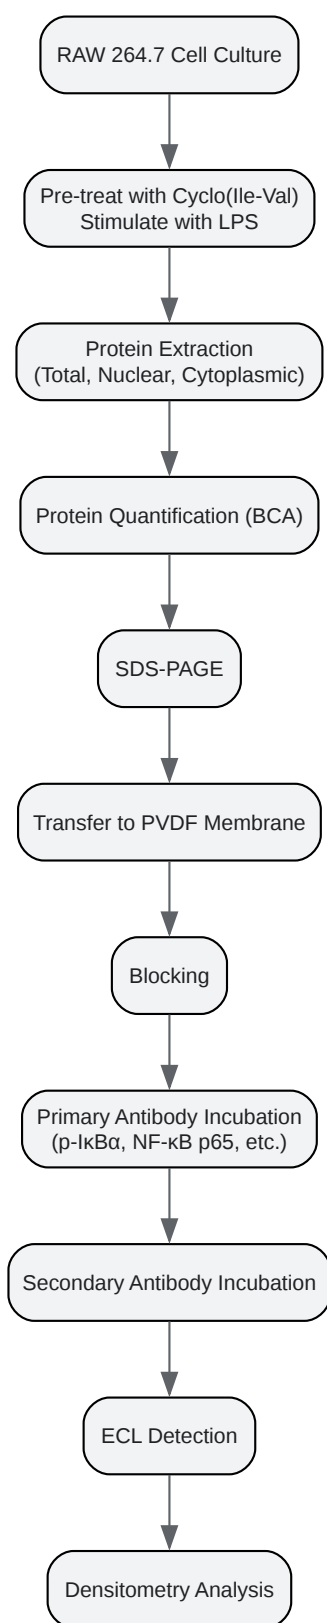 RAW 264.7 Cell Culture
Pre-treat with Cyclo(Ile-Val)
Stimulate with LPS
Protein Extraction
(Total, Nuclear, Cytoplasmic)
Protein Quantification (BCA)
SDS-PAGE
Transfer to PVDF Membrane
Blocking
Primary Antibody Incubation
(p-IκBα, NF-κB p65, etc.)
Secondary Antibody Incubation
ECL Detection
Densitometry Analysis